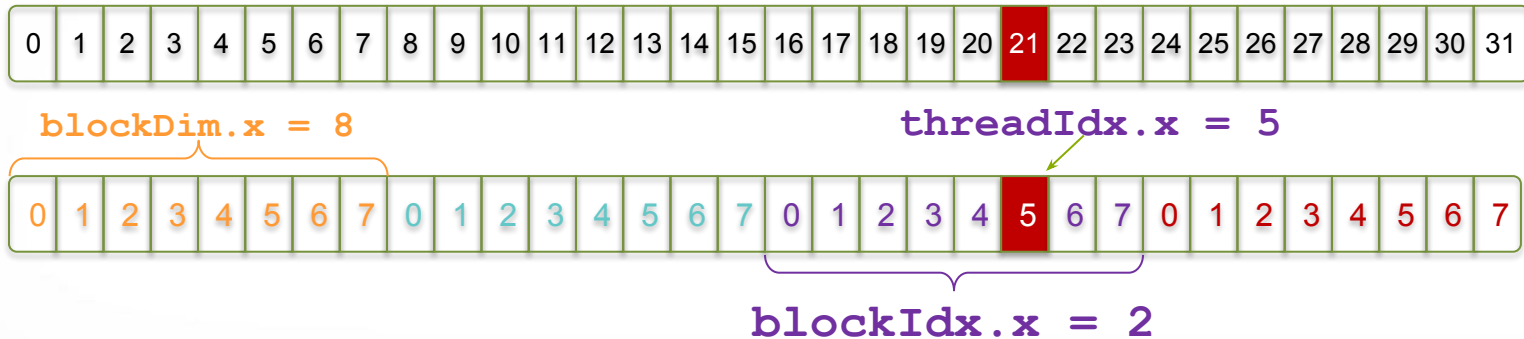 0 1 2 3 4 5 6 7 8 9 10 11 12 13 14 15 16 17 18 19 20 21 22 23 24 25 26 27 28 29 30 31
blockDim.x = 8
threadIdx.x = 5
0 1 2 3 4 5 6 7 0 1 2 3 4 5 6 7 0 1 2 3 4 5 6 7 0 1 2 3 4 5 6 7
blockIdx.x = 2